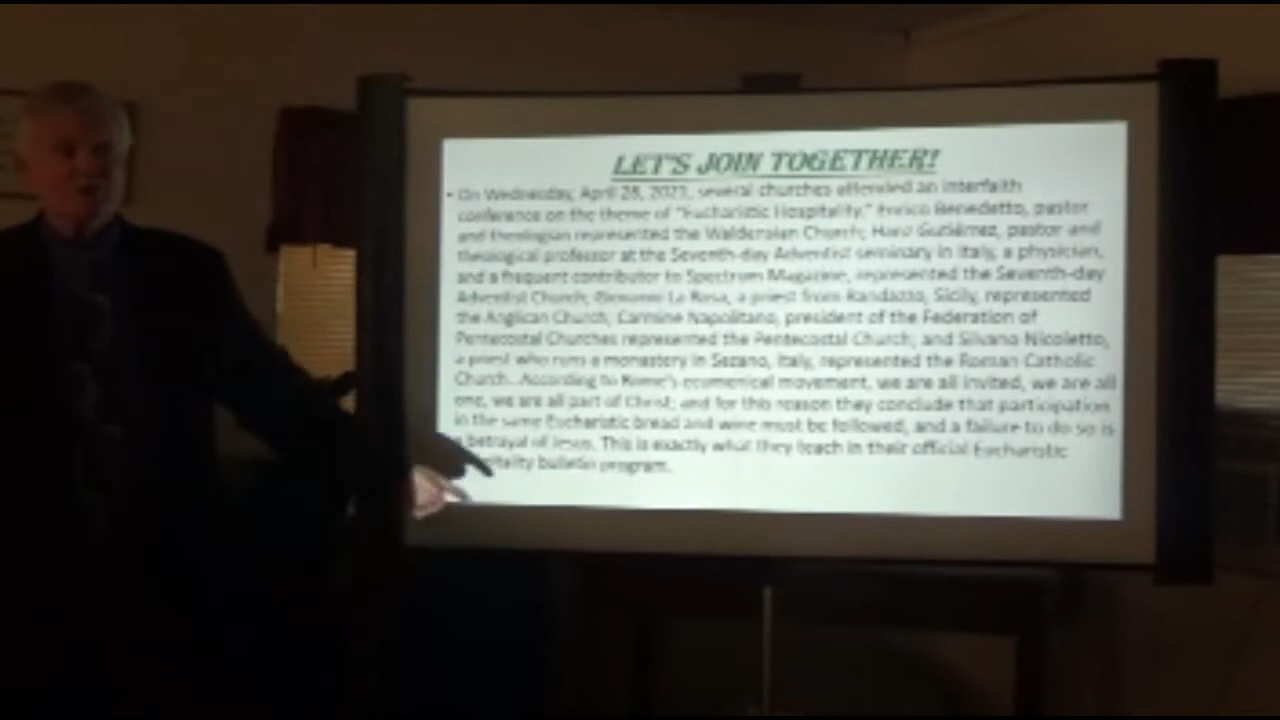 LET'S JOIN TOGETHER!
• On Wednesday, April 28, 2021, several churches attended an interfaith
conference on the theme of "Eucharistic Hospitality." Enrico Benedetto, pastor
and theologian represented the Waldensian Church; Hanz Gutiérrez, pastor and
theological professor at the Seventh-day Adventist seminary in Italy, a physician,
and a frequent contributor to Spectrum Magazine, represented the Seventh-day
Adventist Church; Giovanni La Rosa, a priest from Randazzo, Sicily, represented
the Anglican Church; Carmine Napolitano, president of the Federation of
Pentecostal Churches represented the Pentecostal Church; and Silvano Nicoletto,
a priest who runs a monastery in Sezano, Italy, represented the Roman Catholic
Church. According to Rome's ecumenical movement, we are all invited, we are all
one, we are all part of Christ; and for this reason they conclude that participation
in the same Eucharistic bread and wine must be followed, and a failure to do so is
betrayal of Jesus. This is exactly what they teach in their official Eucharistic
bulletin program.